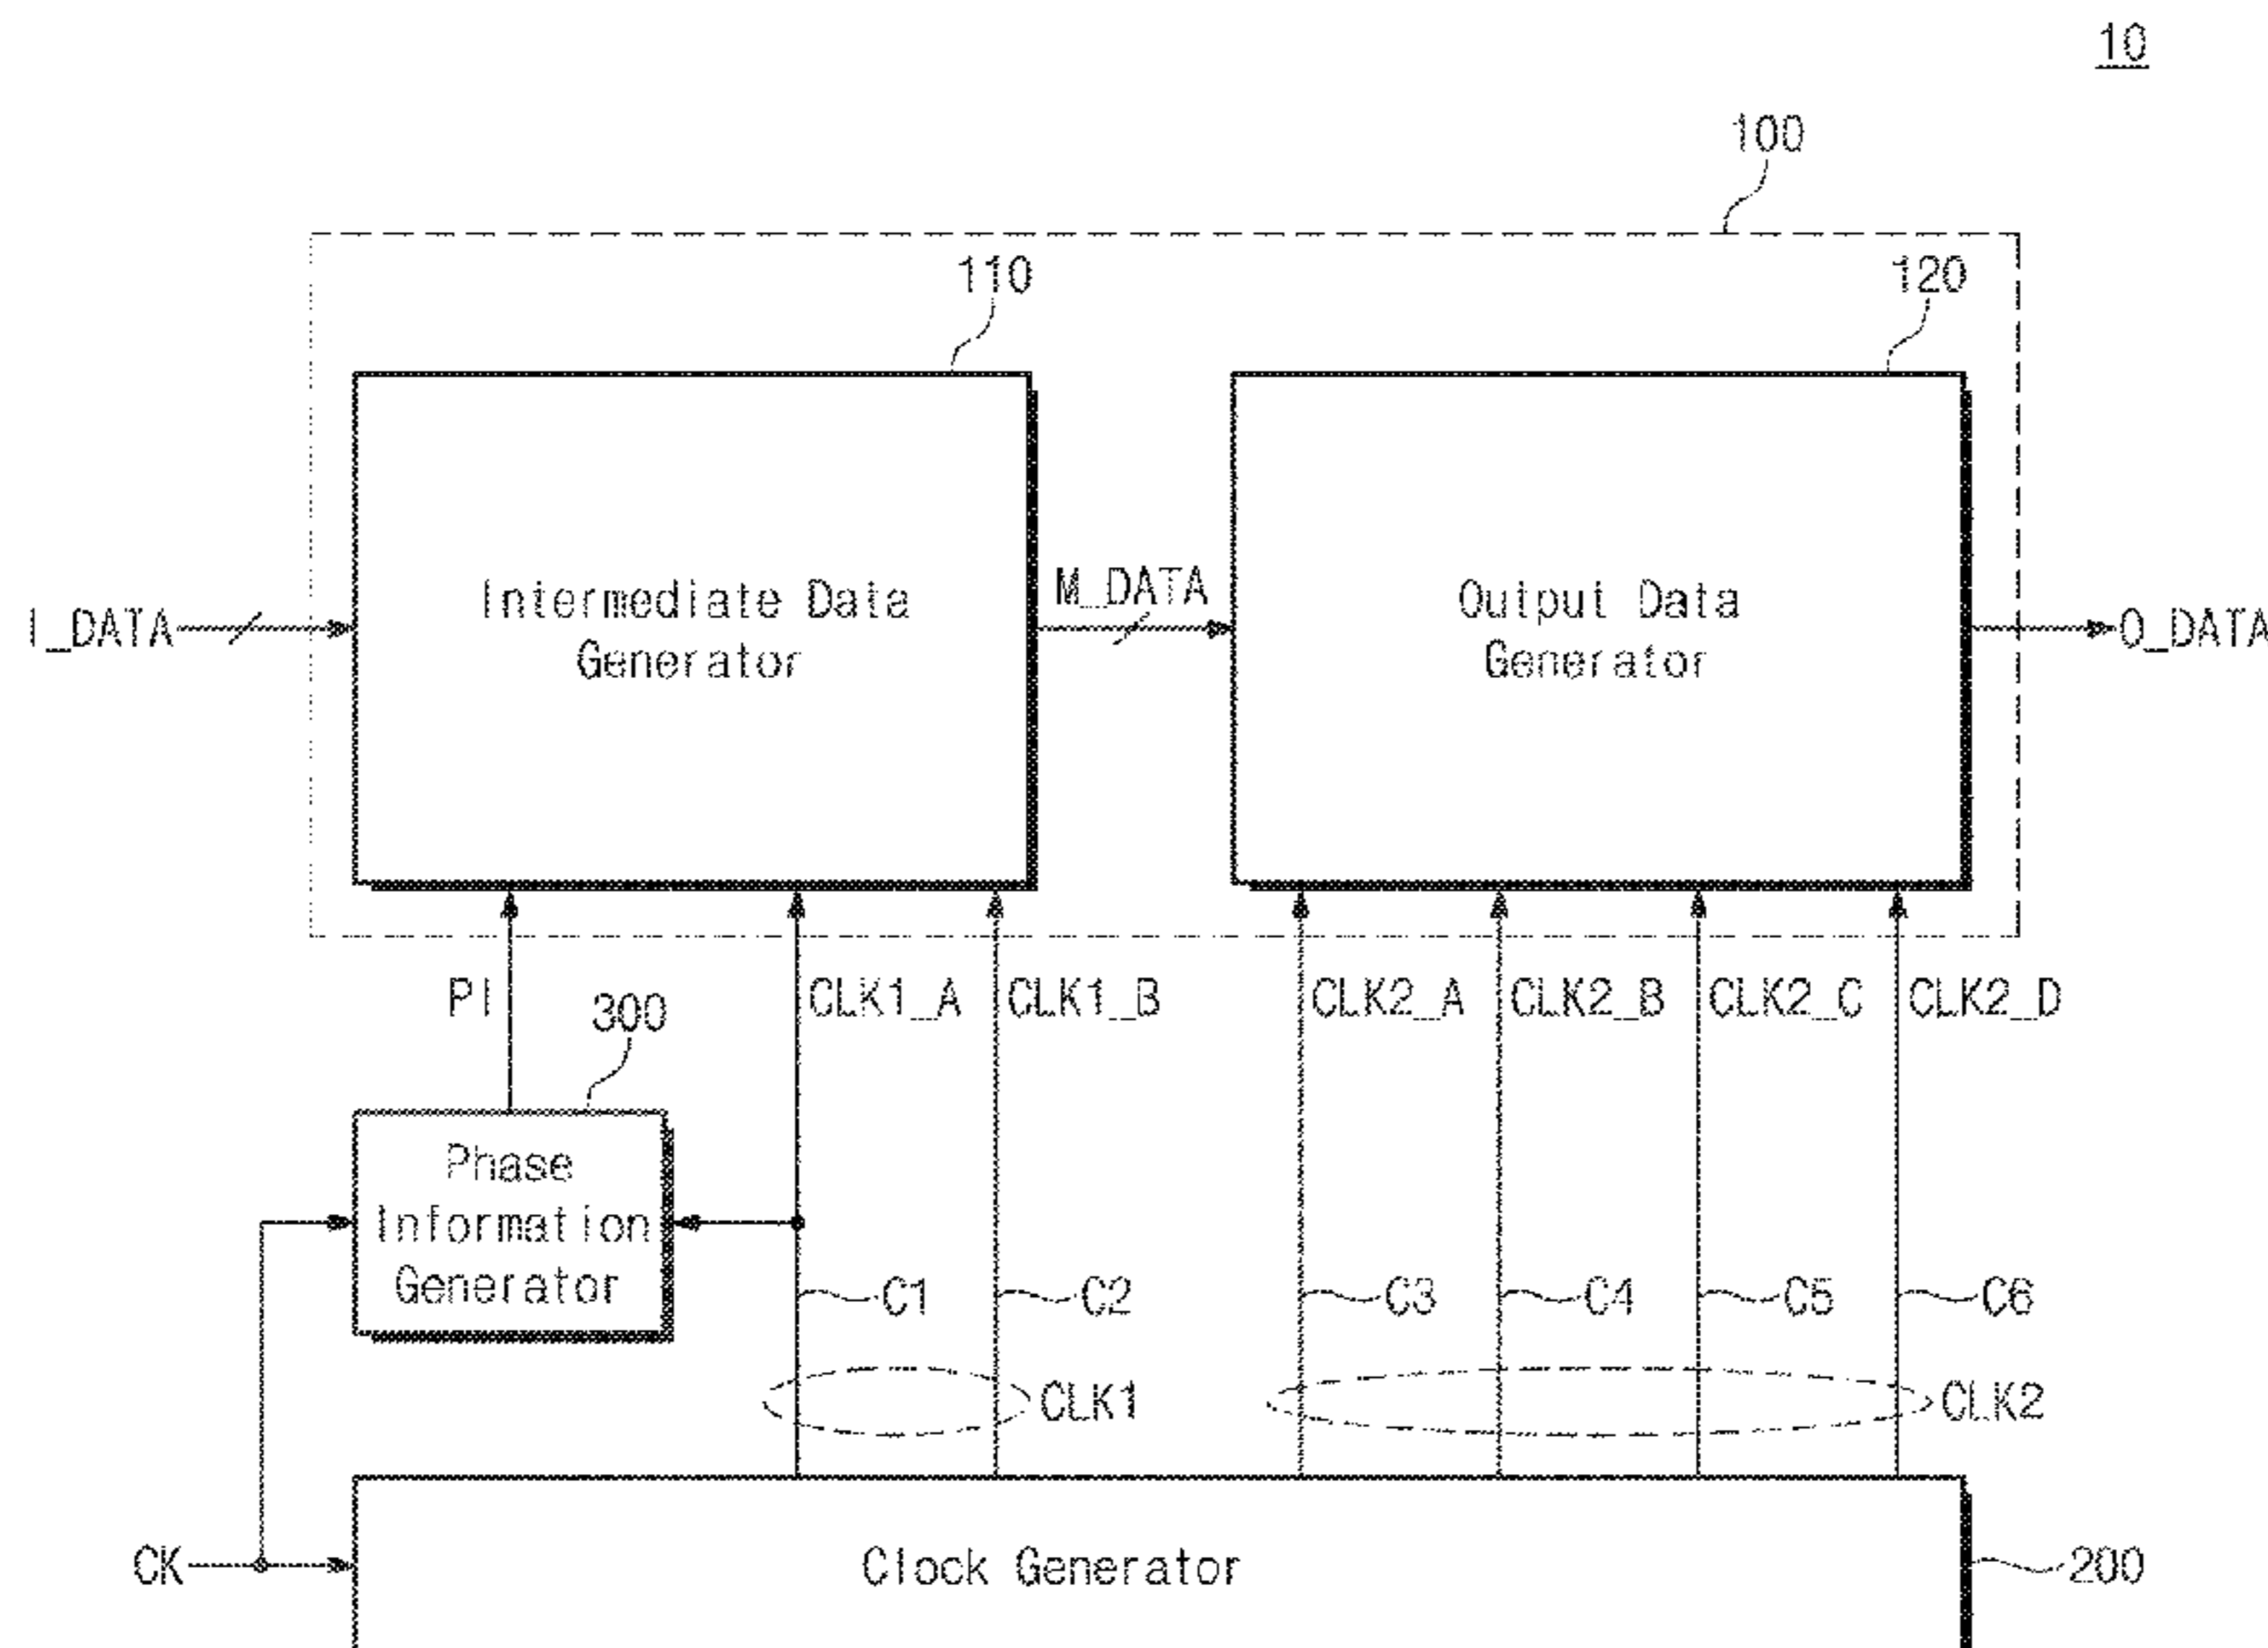 10
100
110
120
I_DATA
Intermediate Data
Generator
M_DATA
Output Data
Generator
O_DATA
PI
300
CLK1_A
CLK1_B
CLK2_A
CLK2_B
CLK2_C
CLK2_D
Phase
Information
Generator
C1
C2
C3
C4
C5
C6
CLK1
CLK2
CK
Clock Generator
200